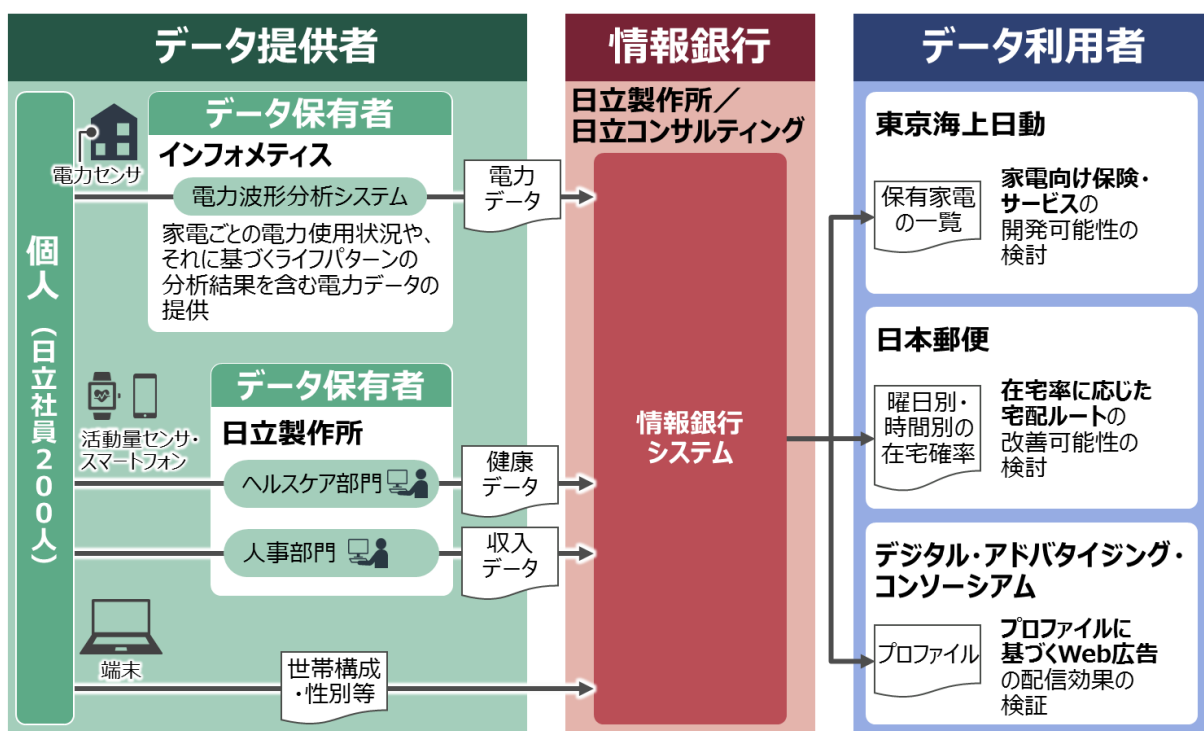 データ提供者
個人（日立社員200人）
電力センサ
データ保有者
インフォメティス
電力波形分析システム
家電ごとの電力使用状況や、
それに基づくライフパターンの
分析結果を含む電力データの
提供
電力
データ
活動量センサ・
スマートフォン
データ保有者
日立製作所
ヘルスケア部門
健康
データ
人事部門
収入
データ
端末
世帯構成
・性別等
情報銀行
日立製作所／
日立コンサルティング
情報銀行
システム
データ利用者
東京海上日動
保有家電
の一覧
家電向け保険・
サービスの
開発可能性の
検討
日本郵便
曜日別・
時間別の
在宅確率
在宅率に応じた
宅配ルートの
改善可能性の
検討
デジタル・アドバタイジング・
コンソーシアム
プロファイル
プロファイルに
基づくWeb広告
の配信効果の
検証